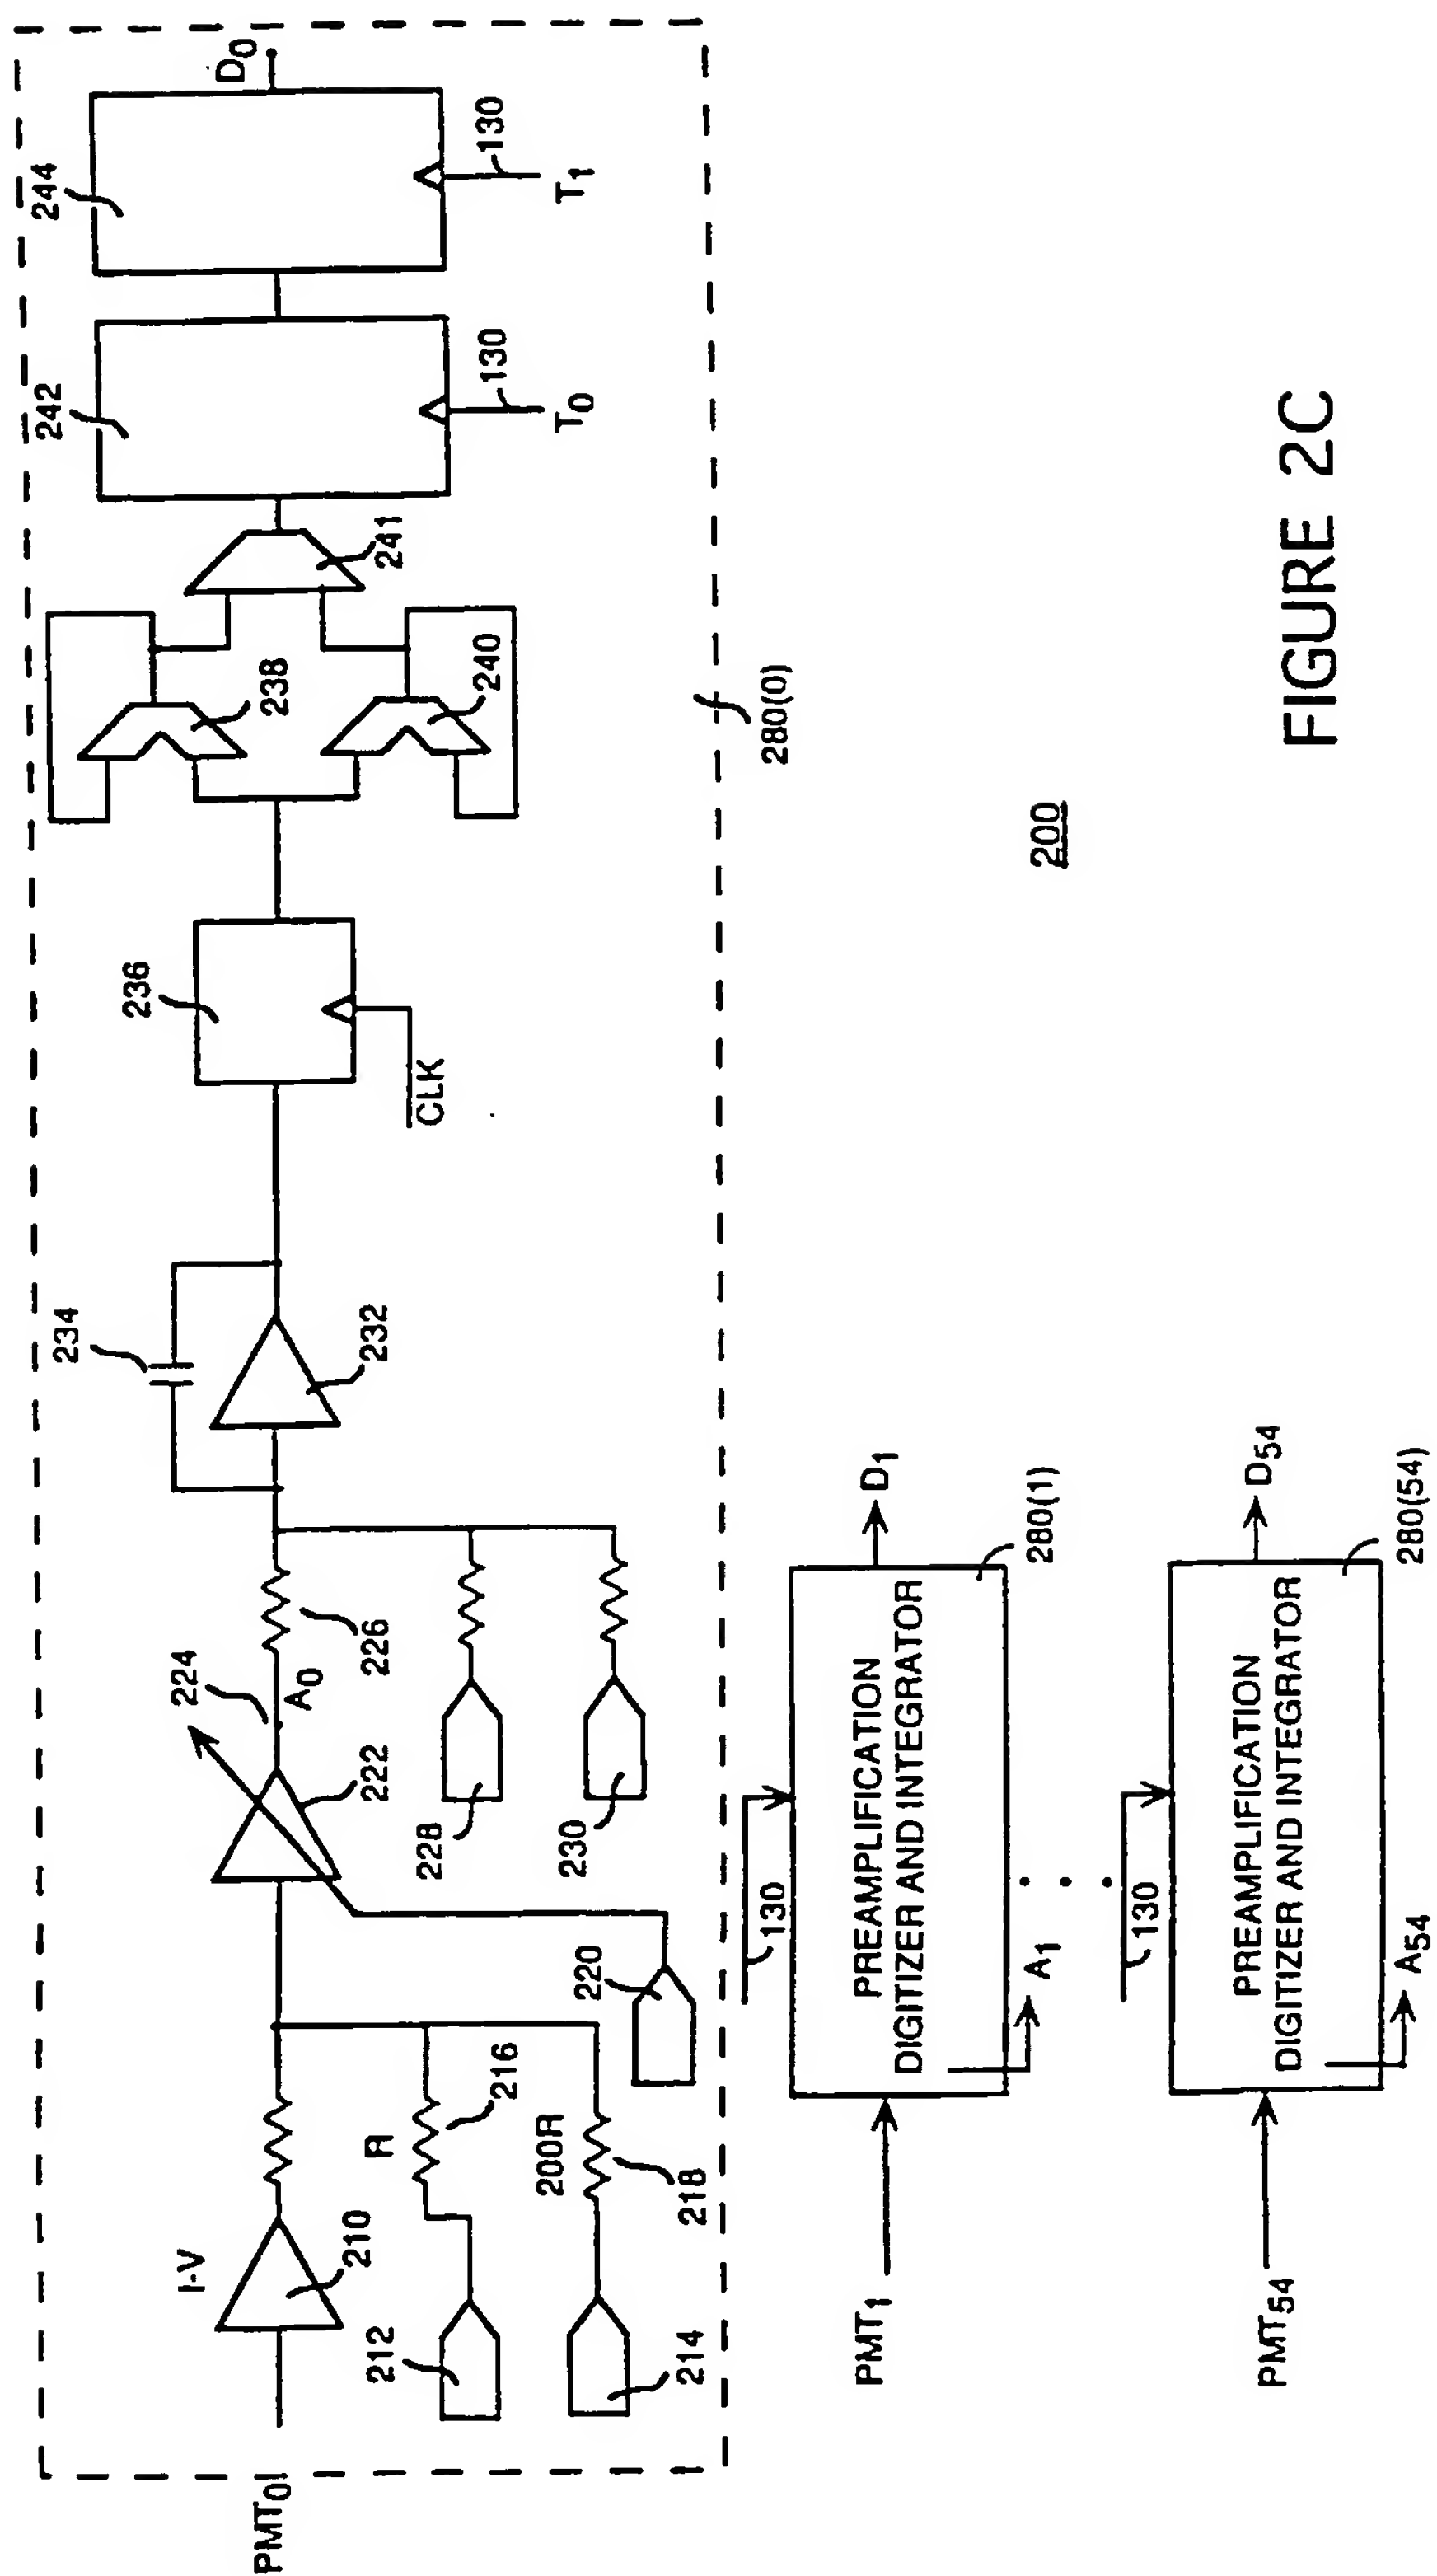 PMT0
I-V
210
212
214
R
216
200R
218
220
222
224
A0
226
228
230
232
234
236
CLK
238
240
241
242
130
T0
244
130
T1
D0
280(0)
130
PMT1
PREAMPLIFICATION
DIGITIZER AND INTEGRATOR
A1
D1
280(1)
130
PMT54
PREAMPLIFICATION
DIGITIZER AND INTEGRATOR
A54
D54
280(54)
200
FIGURE 2C